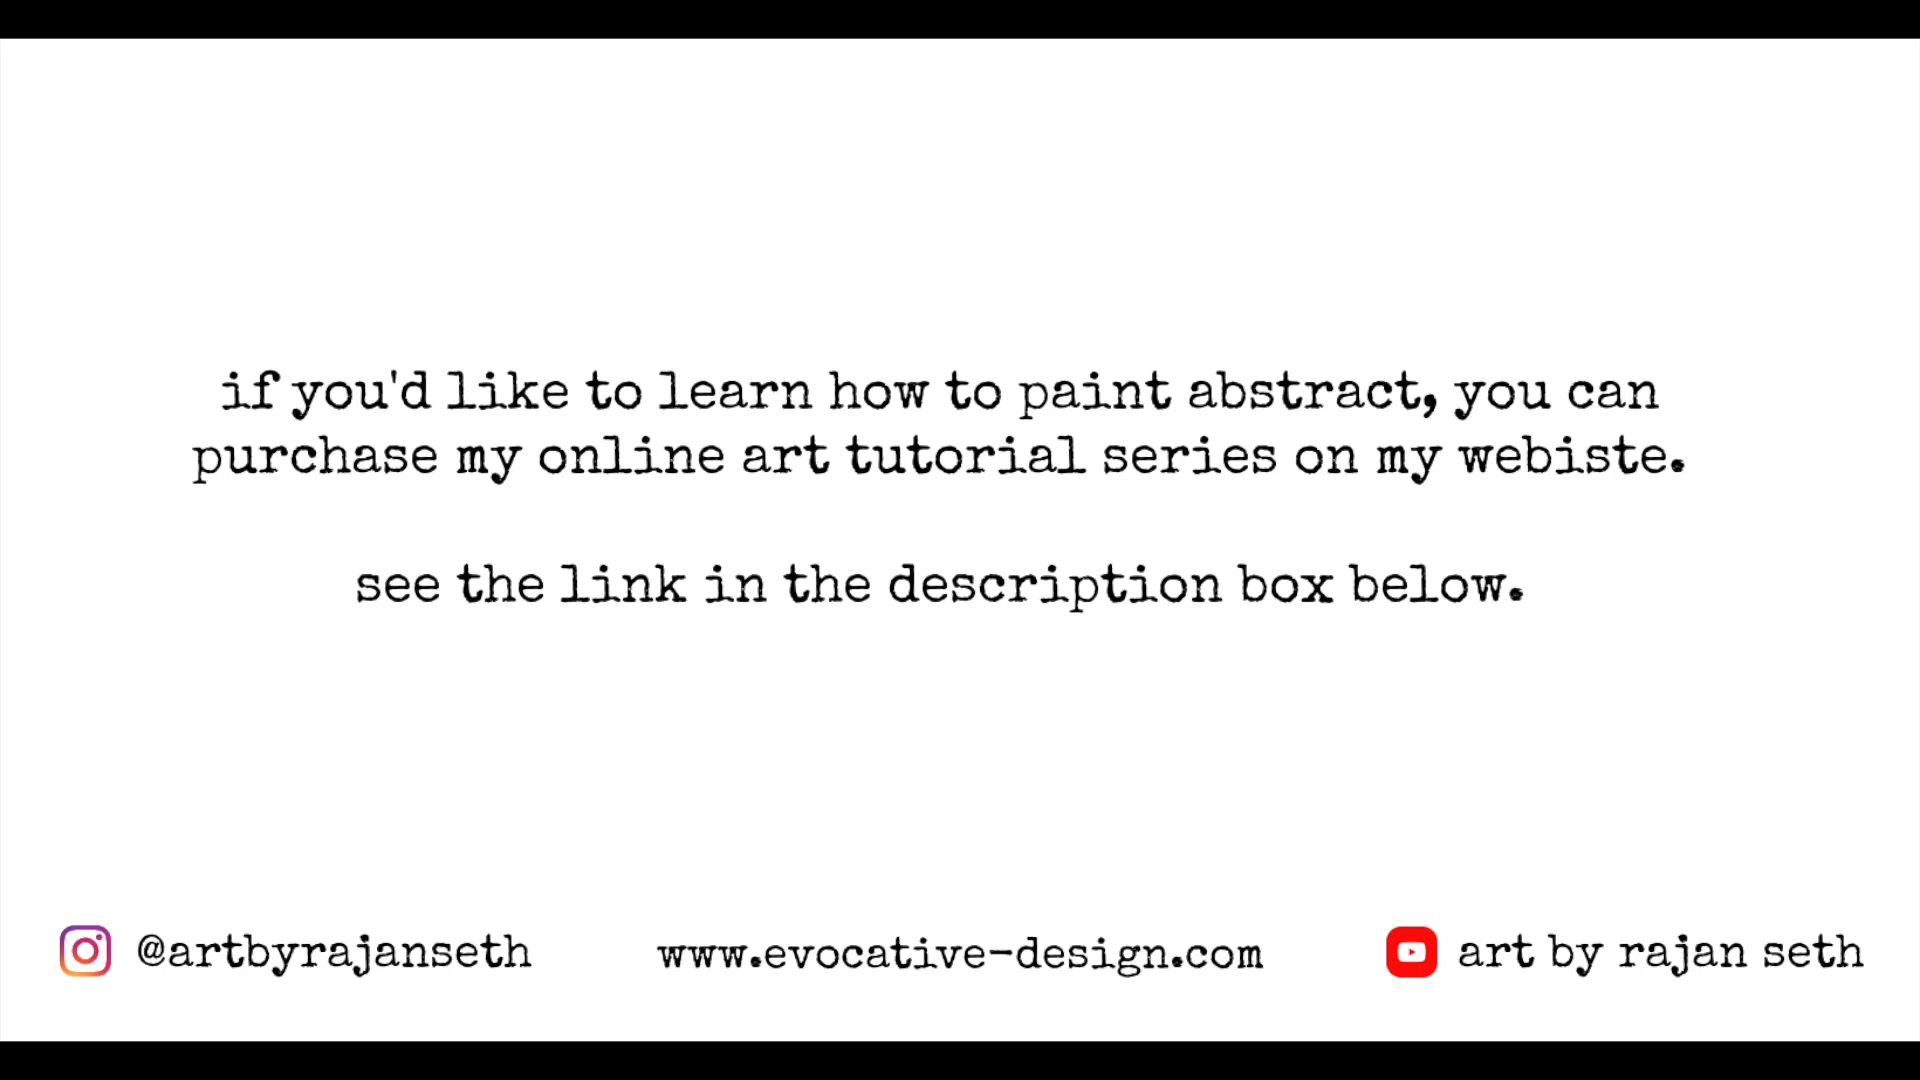 if you'd like to learn how to paint abstract, you can
purchase my online art tutorial series on my webiste.
see the link in the description box below.
@artbyrajanseth
www.evocative-design.com
art by rajan seth